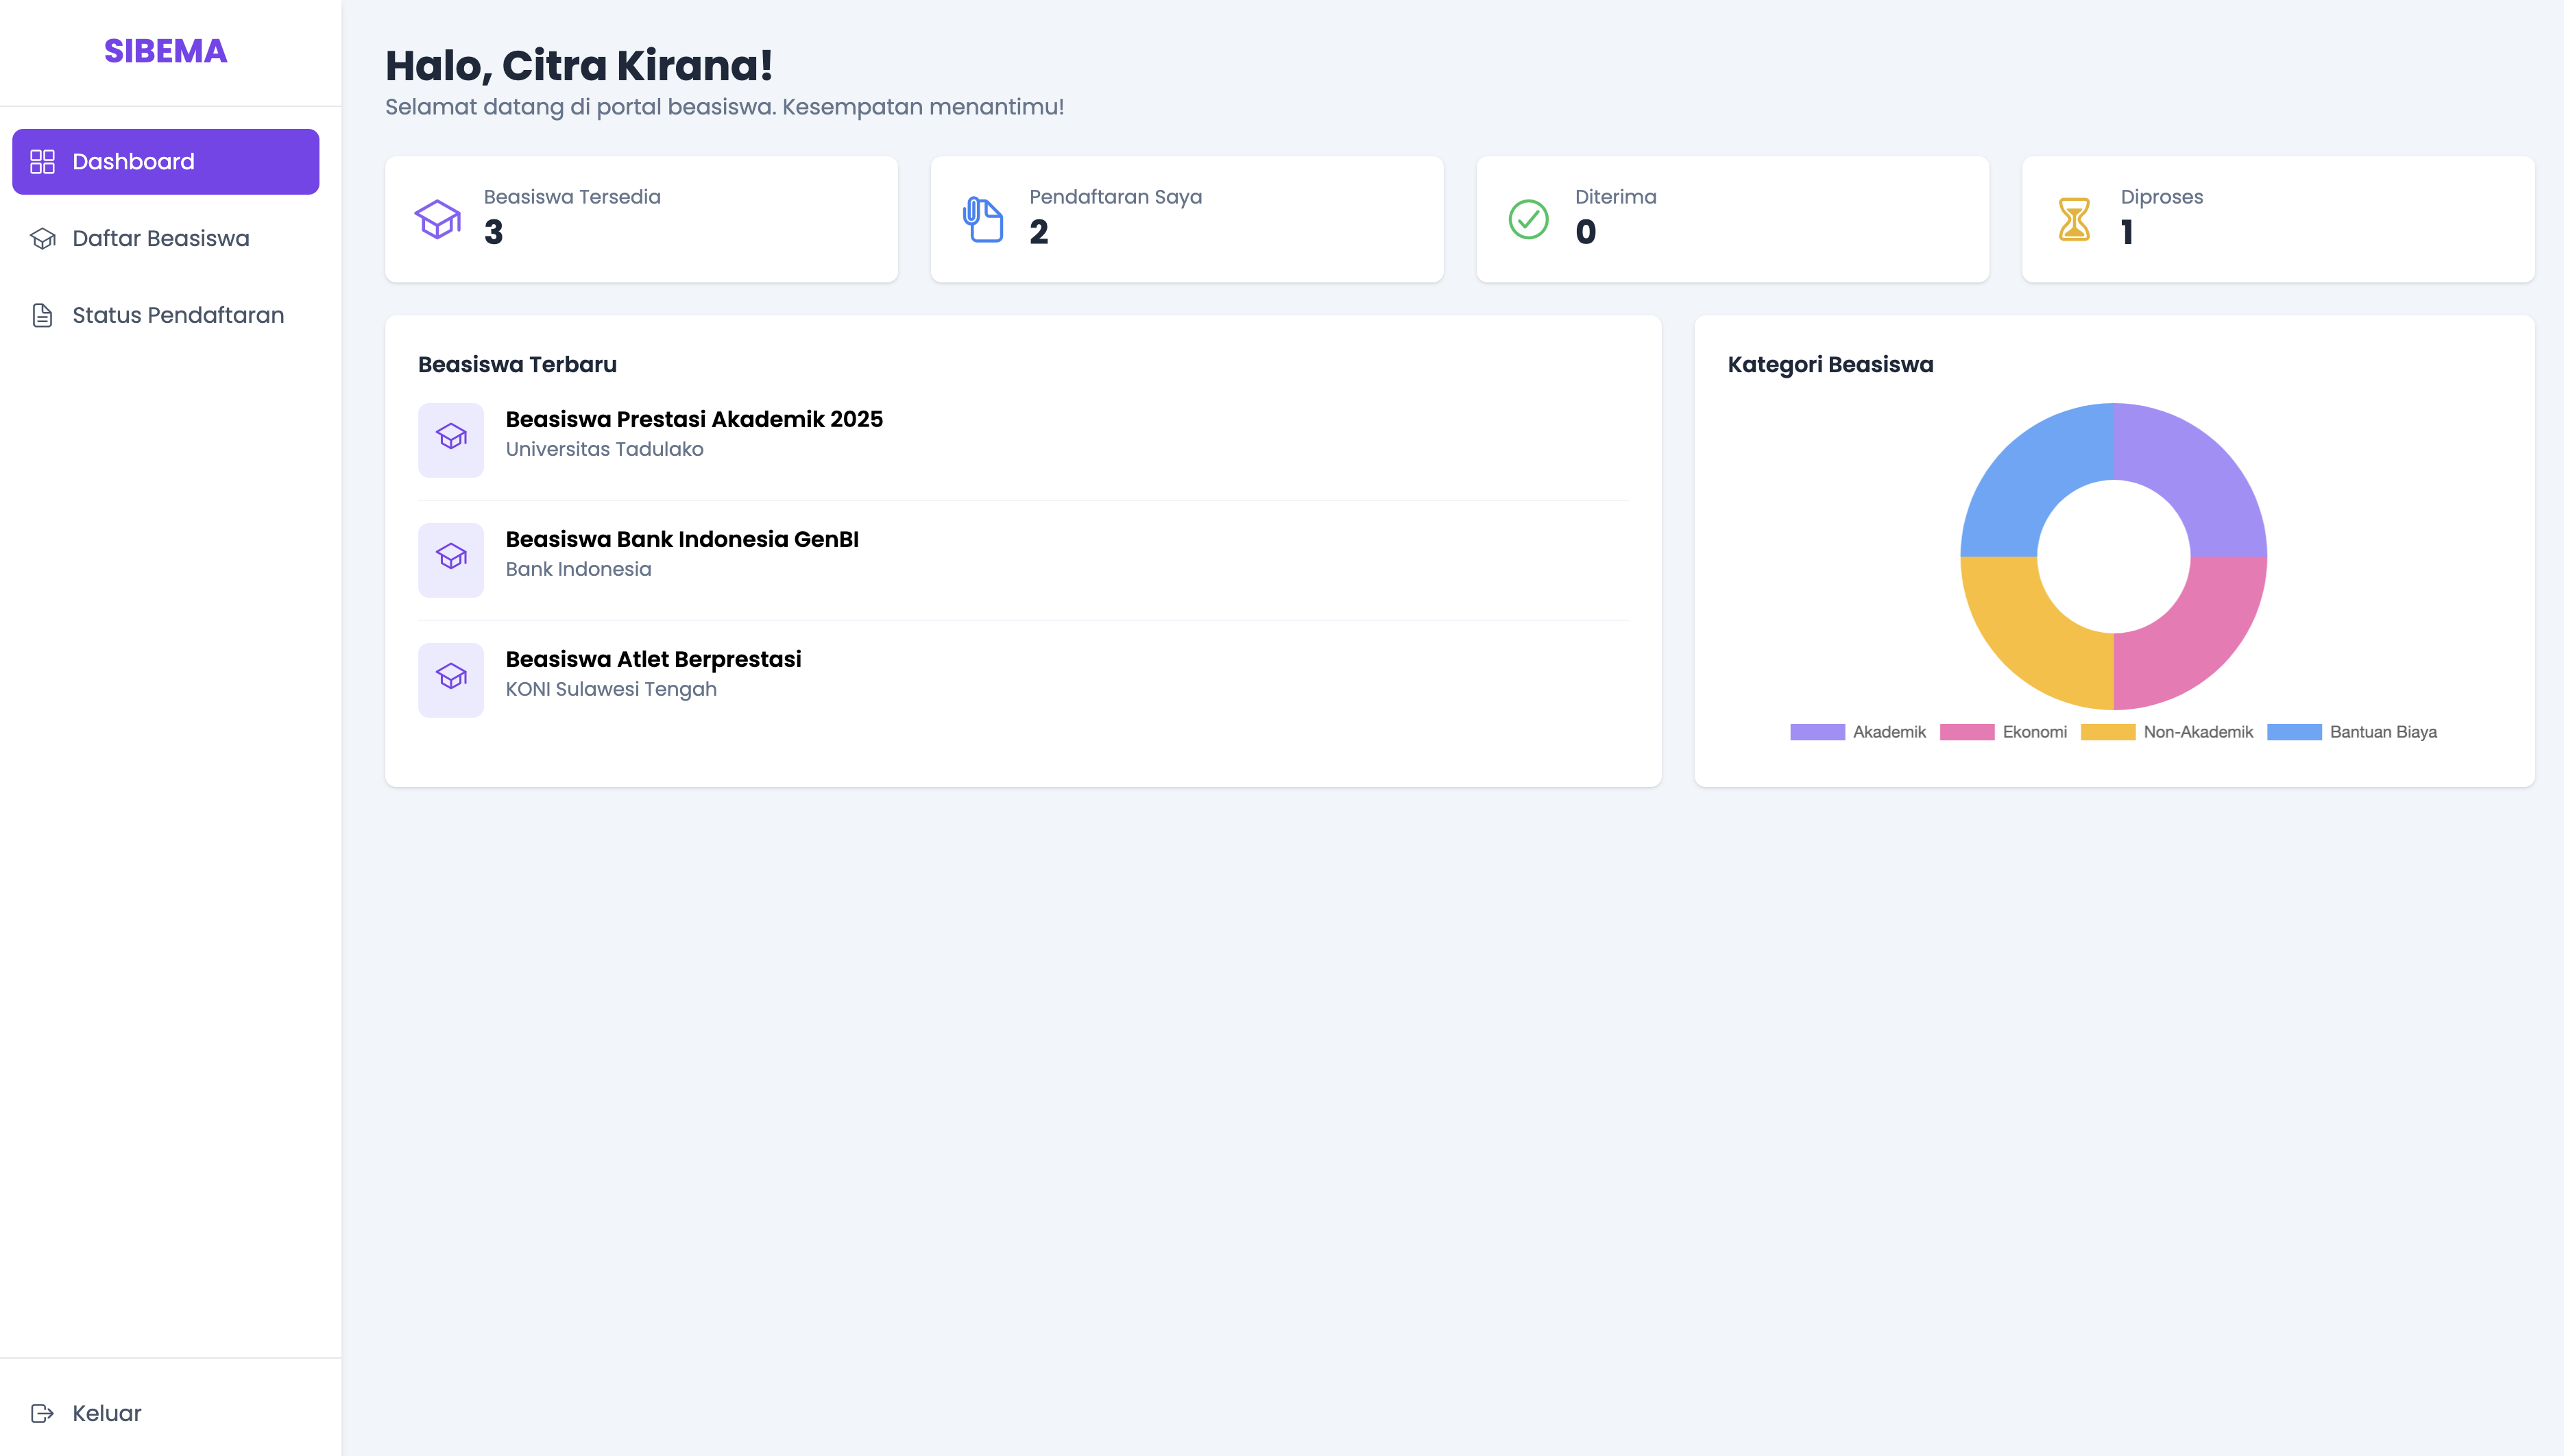 SIBEMA
Dashboard
Daftar Beasiswa
Status Pendaftaran
Keluar
Halo, Citra Kirana!
Selamat datang di portal beasiswa. Kesempatan menantimu!
Beasiswa Tersedia
3
Pendaftaran Saya
2
Diterima
0
Diproses
1
Beasiswa Terbaru
Beasiswa Prestasi Akademik 2025
Universitas Tadulako
Beasiswa Bank Indonesia GenBI
Bank Indonesia
Beasiswa Atlet Berprestasi
KONI Sulawesi Tengah
Kategori Beasiswa
Akademik Ekonomi Non-Akademik Bantuan Biaya